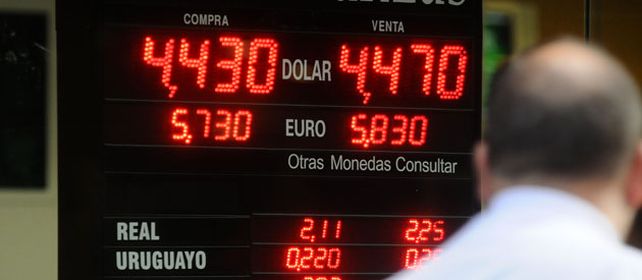 COMPRA VENTA
4,430 DOLAR 4,470
5,730 EURO 5,830
Otras Monedas Consultar
REAL 2,11 2,25
URUGUAYO 0,220